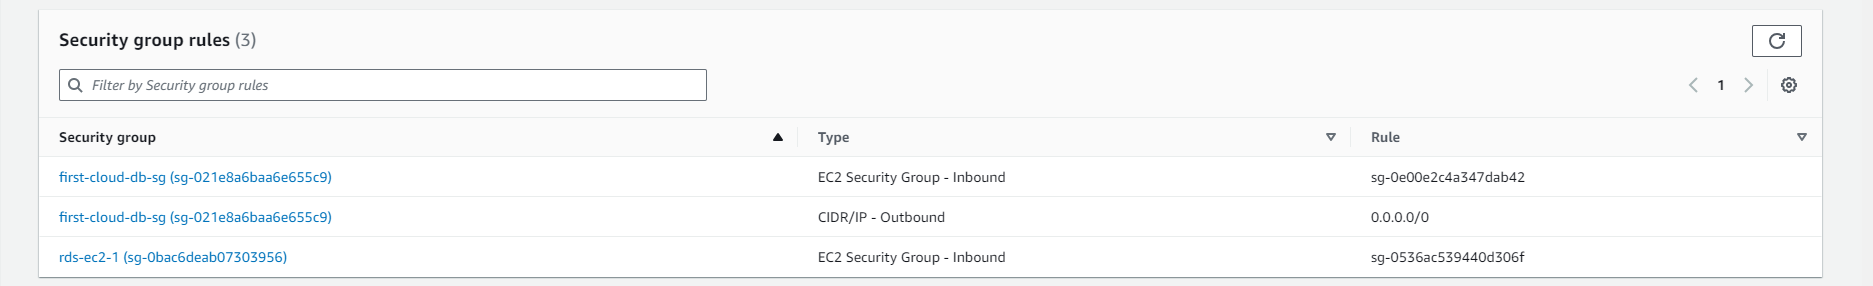 Security group rules (3)
Filter by Security group rules
1
Security group Type Rule
first-cloud-db-sg (sg-021e8a6baa6e655c9) EC2 Security Group - Inbound sg-0e00e2c4a347dab42
first-cloud-db-sg (sg-021e8a6baa6e655c9) CIDR/IP - Outbound 0.0.0.0/0
rds-ec2-1 (sg-0bac6deab07303956) EC2 Security Group - Inbound sg-0536ac539440d306f